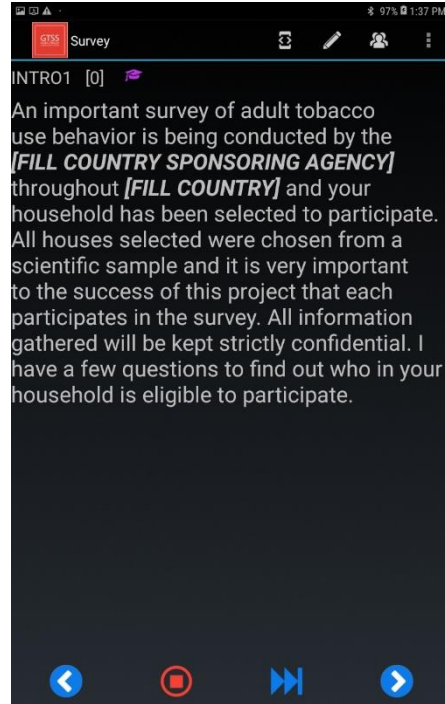 97% 1:37 PM
GTSS Survey
INTRO1 [0]
An important survey of adult tobacco
use behavior is being conducted by the
[FILL COUNTRY SPONSORING AGENCY]
throughout [FILL COUNTRY] and your
household has been selected to participate.
All houses selected were chosen from a
scientific sample and it is very important
to the success of this project that each
participates in the survey. All information
gathered will be kept strictly confidential. I
have a few questions to find out who in your
household is eligible to participate.